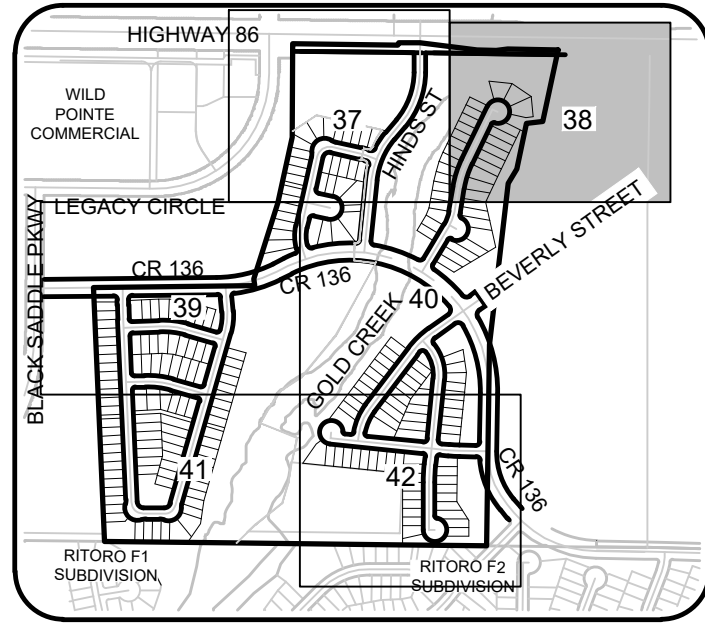 HIGHWAY 86
WILD
POINTE
COMMERCIAL
37
38
HINDS ST
LEGACY CIRCLE
BEVERLY STREET
BLACK SADDLE PKWY
CR 136
CR 136
39
40
GOLD CREEK
41
42
CR 136
RITORO F1
SUBDIVISION
RITORO F2
SUBDIVISION